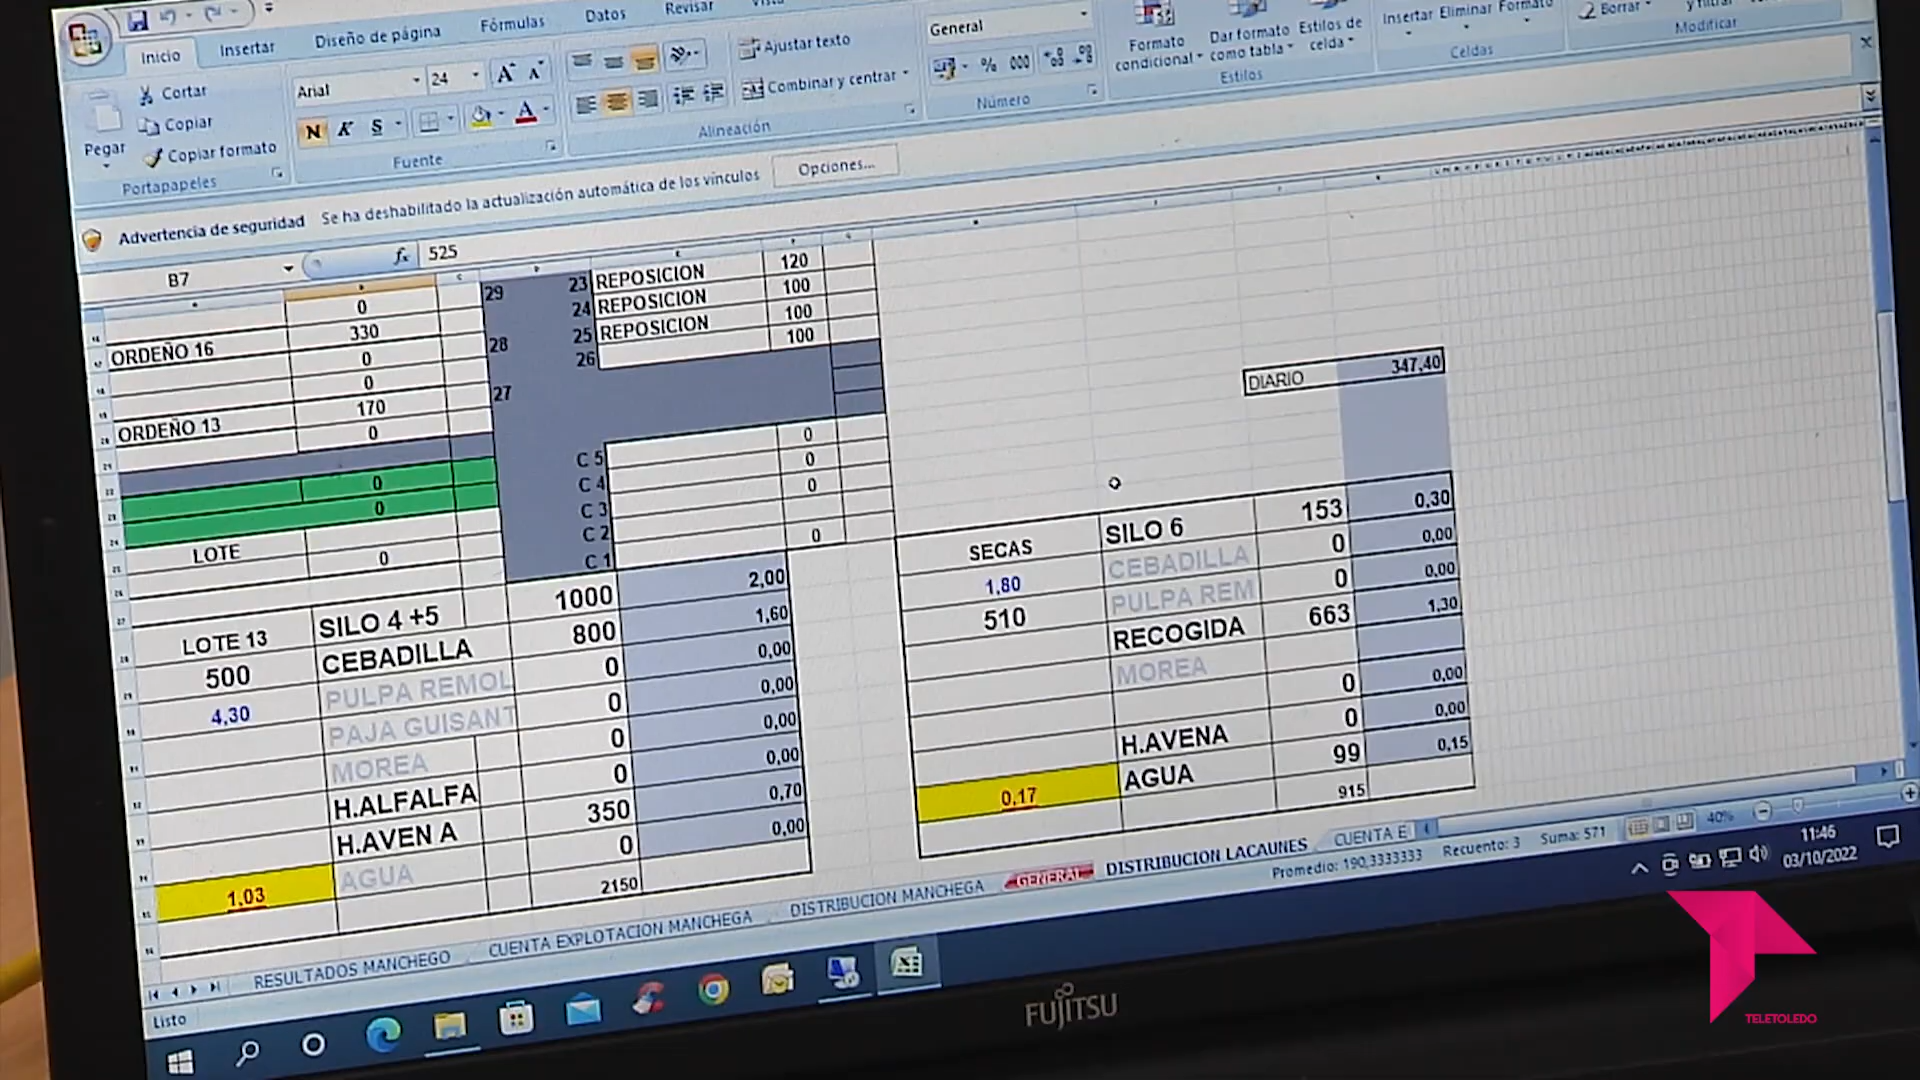 Inicio Insertar Diseño de página Fórmulas Datos Revisar
Cortar
Copiar
Copiar formato
Pegar
Portapapeles
Arial 24
N K S
Fuente
Ajustar texto
Combinar y centrar
Alineación
General
% 000
Número
Formato condicional
Dar formato como tabla
Estilos de celda
Estilos
Insertar Eliminar Formato
Celdas
Borrar
y filtrar
Modificar
Advertencia de seguridad Se ha deshabilitado la actualización automática de los vínculos Opciones...
B7 fx 525
0
ORDEÑO 16 330
0
0
ORDEÑO 13 170
0
0
0
LOTE
0
29 23 REPOSICION 120
24 REPOSICION 100
28 25 REPOSICION 100
26 100
27
C 5 0
C 4 0
C 3 0
C 2
C 1 0
DIARIO 347,40
LOTE 13 SILO 4 +5 1000 2,00
500 CEBADILLA 800 1,60
4,30 PULPA REMOL 0 0,00
PAJA GUISANT 0 0,00
MOREA 0 0,00
H.ALFALFA 0 0,00
H.AVEN A 350 0,70
1,03 AGUA 0 0,00
2150
SECAS SILO 6 153 0,30
1,80 CEBADILLA 0 0,00
510 PULPA REM 0 0,00
RECOGIDA 663 1,30
MOREA
0 0,00
H.AVENA 0 0,00
0,17 AGUA 99 0,15
915
RESULTADOS MANCHEGO CUENTA EXPLOTACION MANCHEGA DISTRIBUCION MANCHEGA GENERAL DISTRIBUCION LACAUNES CUENTA E
Listo
Promedio: 190,3333333 Recuento: 3 Suma: 571 40%
11:46
03/10/2022
FUJITSU
TELETOLEDO